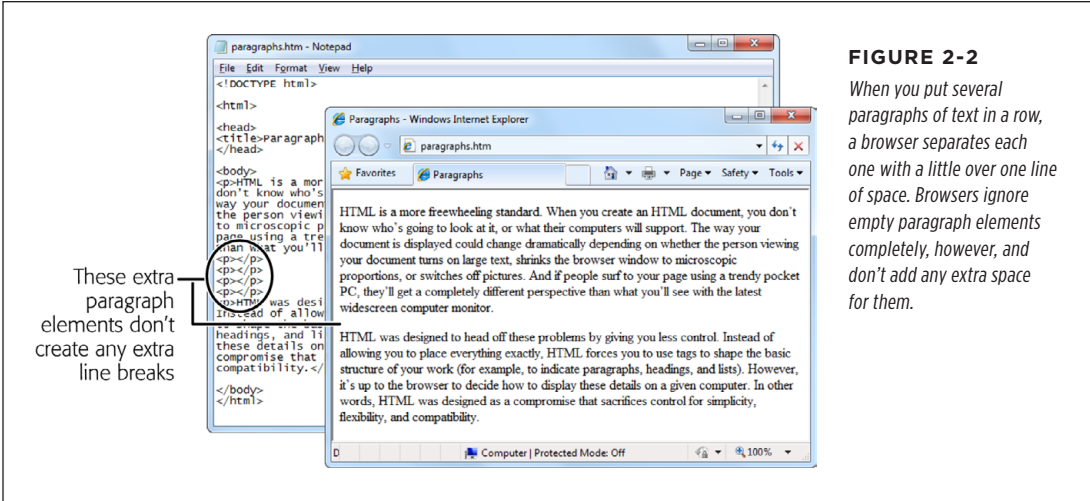 paragraphs.htm - Notepad
File Edit Format View Help
<!DOCTYPE html>
<html>
<head>
<title>Paragraph
</head>
<body>
<p>HTML is a mor
don't know who's
way your documen
the person viewi
to microscopic p
page using a tre
than what you'll
<p></p>
<p></p>
<p></p>
<p></p>
<p>HTML was desi
Instead of allow
headings, and li
these details on
compromise that
compatibility.</
</body>
</html>
Paragraphs - Windows Internet Explorer
paragraphs.htm
Favorites Paragraphs Page Safety Tools
HTML is a more freewheeling standard. When you create an HTML document, you don't
know who's going to look at it, or what their computers will support. The way your
document is displayed could change dramatically depending on whether the person viewing
your document turns on large text, shrinks the browser window to microscopic
proportions, or switches off pictures. And if people surf to your page using a trendy pocket
PC, they'll get a completely different perspective than what you'll see with the latest
widescreen computer monitor.
HTML was designed to head off these problems by giving you less control. Instead of
allowing you to place everything exactly, HTML forces you to use tags to shape the basic
structure of your work (for example, to indicate paragraphs, headings, and lists). However,
it's up to the browser to decide how to display these details on a given computer. In other
words, HTML was designed as a compromise that sacrifices control for simplicity,
flexibility, and compatibility.
D Computer | Protected Mode: Off 100%
These extra
paragraph
elements don't
create any extra
line breaks
FIGURE 2-2
When you put several
paragraphs of text in a row,
a browser separates each
one with a little over one line
of space. Browsers ignore
empty paragraph elements
completely, however, and
don't add any extra space
for them.